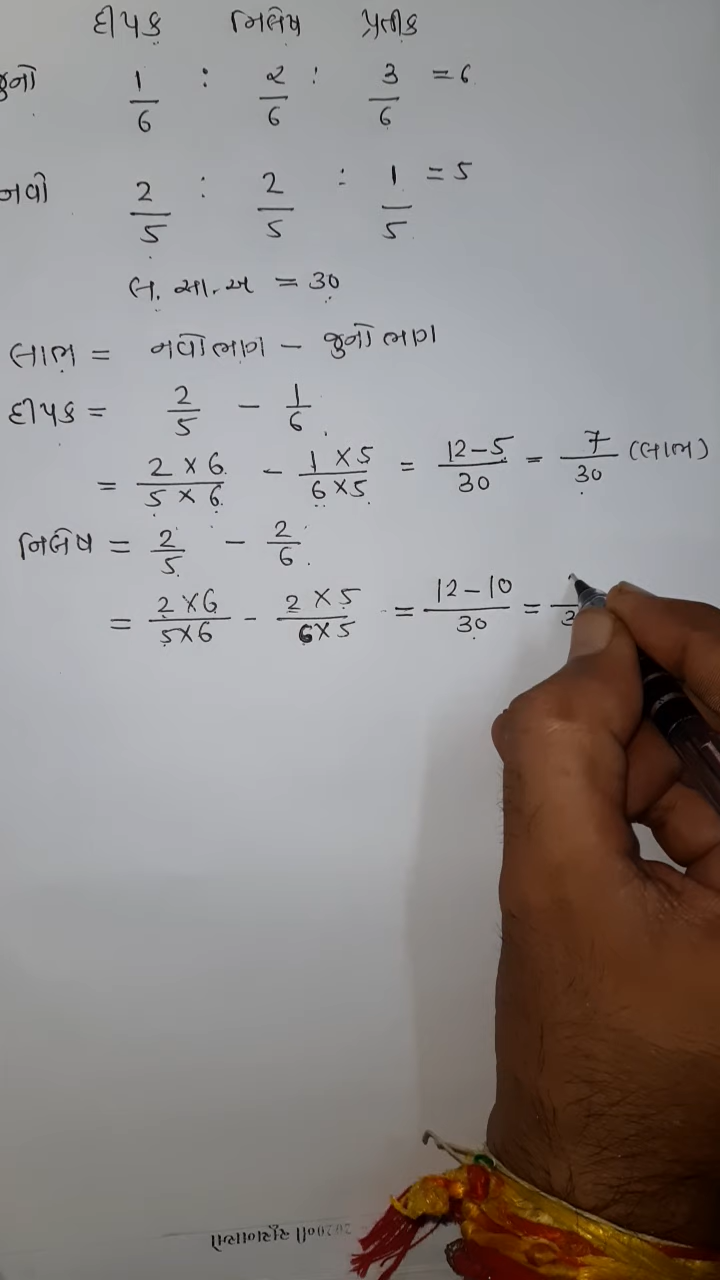 દીપક નિલેષ પ્રતીક
જુનો 1/6 : 2/6 : 3/6 = 6
નવો 2/5 : 2/5 : 1/5 = 5
લ. સા. અ = 30
લાભ = નવો ભાગ - જુનો ભાગ
દીપક = 2/5 - 1/6
= 2 × 6/5 × 6 - 1 × 5/6 × 5 = 12 - 5/30 = 7/30 (લાભ)
નિલેષ = 2/5 - 2/6
= 2 × 6/5 × 6 - 2 × 5/6 × 5 = 12 - 10/30 =